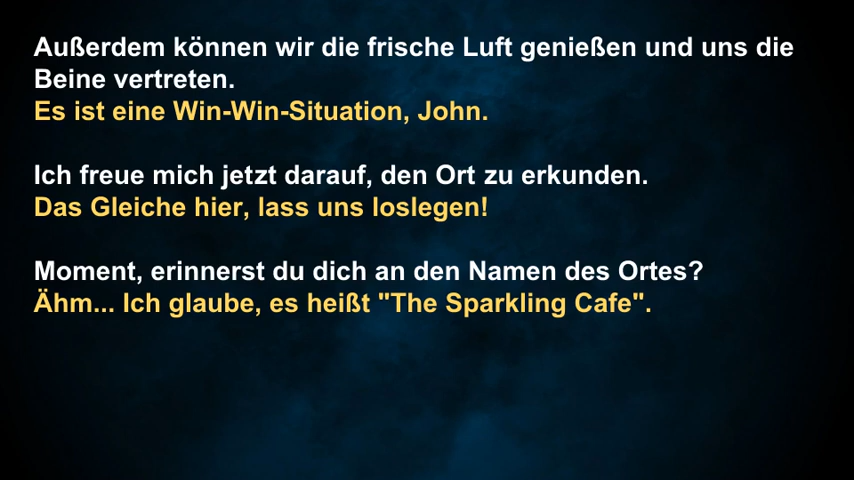 Außerdem können wir die frische Luft genießen und uns die
Beine vertreten.
Es ist eine Win-Win-Situation, John.
Ich freue mich jetzt darauf, den Ort zu erkunden.
Das Gleiche hier, lass uns loslegen!
Moment, erinnerst du dich an den Namen des Ortes?
Ähm... Ich glaube, es heißt "The Sparkling Cafe".